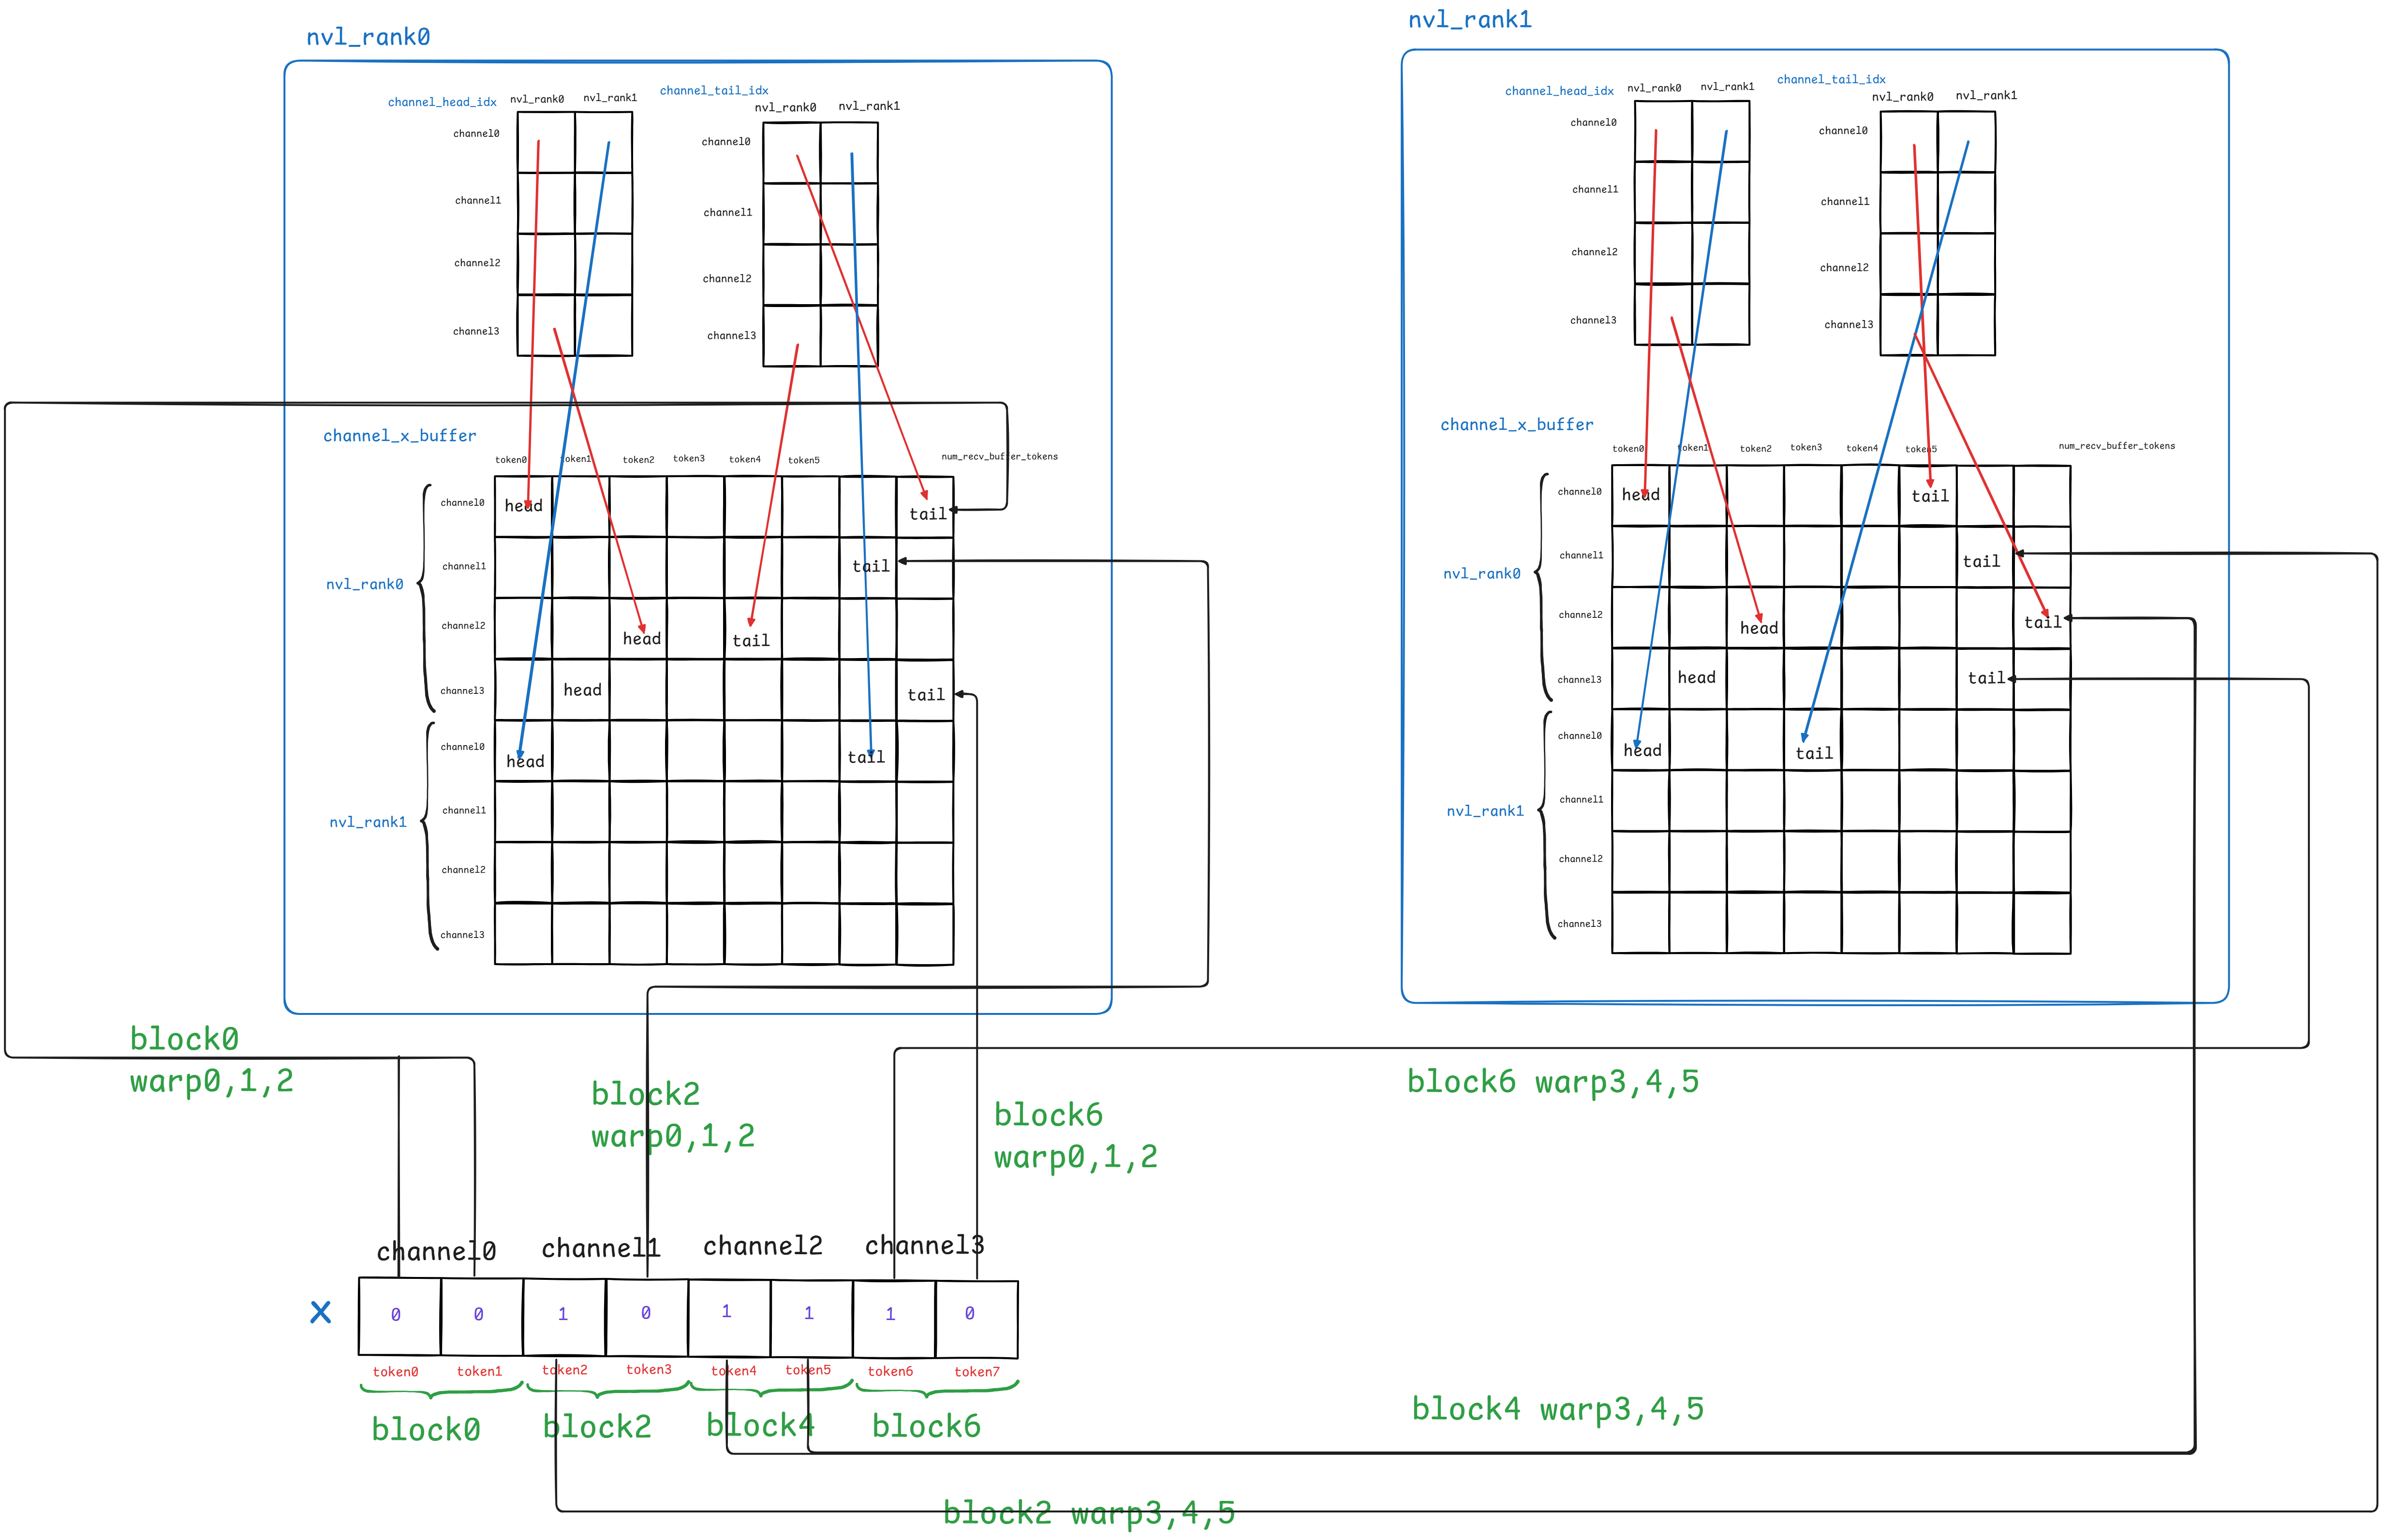 nvl_rank0
channel_head_idx
nvl_rank0 nvl_rank1
channel0
channel1
channel2
channel3
channel_tail_idx
nvl_rank0 nvl_rank1
channel0
channel1
channel2
channel3
channel_x_buffer
token0 token1 token2 token3 token4 token5 num_recv_buffer_tokens
nvl_rank0
channel0 head tail
channel1 tail
channel2 head tail
channel3 head tail
nvl_rank1
channel0 head tail
channel1
channel2
channel3
nvl_rank1
channel_head_idx
nvl_rank0 nvl_rank1
channel0
channel1
channel2
channel3
channel_tail_idx
nvl_rank0 nvl_rank1
channel0
channel1
channel2
channel3
channel_x_buffer
token0 token1 token2 token3 token4 token5 num_recv_buffer_tokens
nvl_rank0
channel0 head tail
channel1 tail
channel2 head tail
channel3 head tail
nvl_rank1
channel0 head tail
channel1
channel2
channel3
block0
warp0,1,2
block2
warp0,1,2
block6
warp0,1,2
block6 warp3,4,5
channel0 channel1 channel2 channel3
x 0 0 1 0 1 1 1 0
token0 token1 token2 token3 token4 token5 token6 token7
block0 block2 block4 block6
block4 warp3,4,5
block2 warp3,4,5